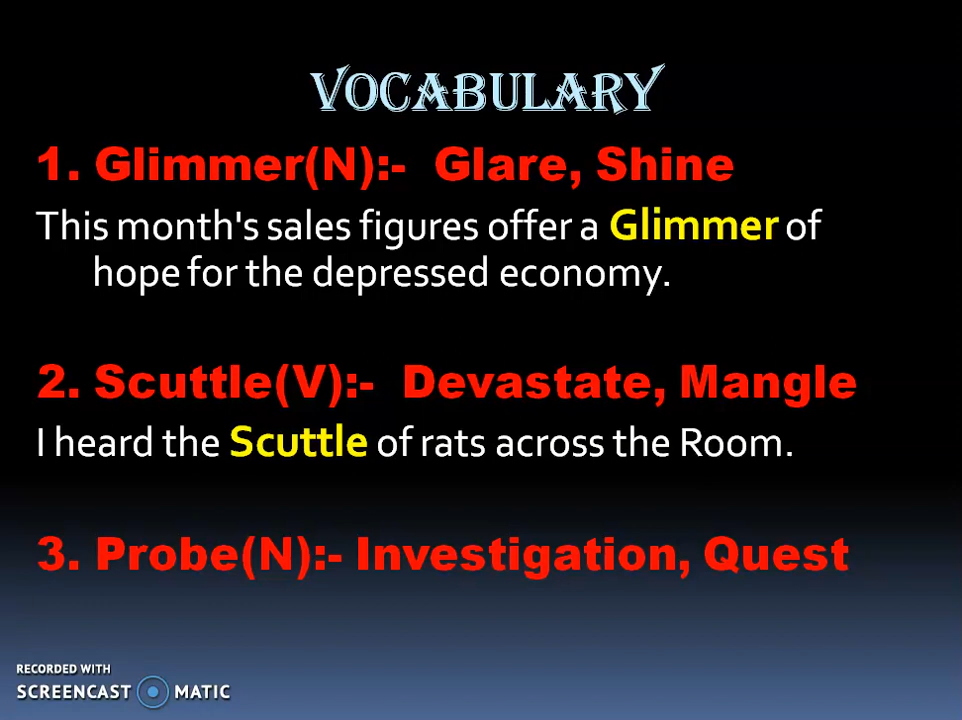 VOCABULARY
1. Glimmer(N):- Glare, Shine
This month's sales figures offer a Glimmer of
hope for the depressed economy.
2. Scuttle(V):- Devastate, Mangle
I heard the Scuttle of rats across the Room.
3. Probe(N):- Investigation, Quest
RECORDED WITH
SCREENCAST MATIC